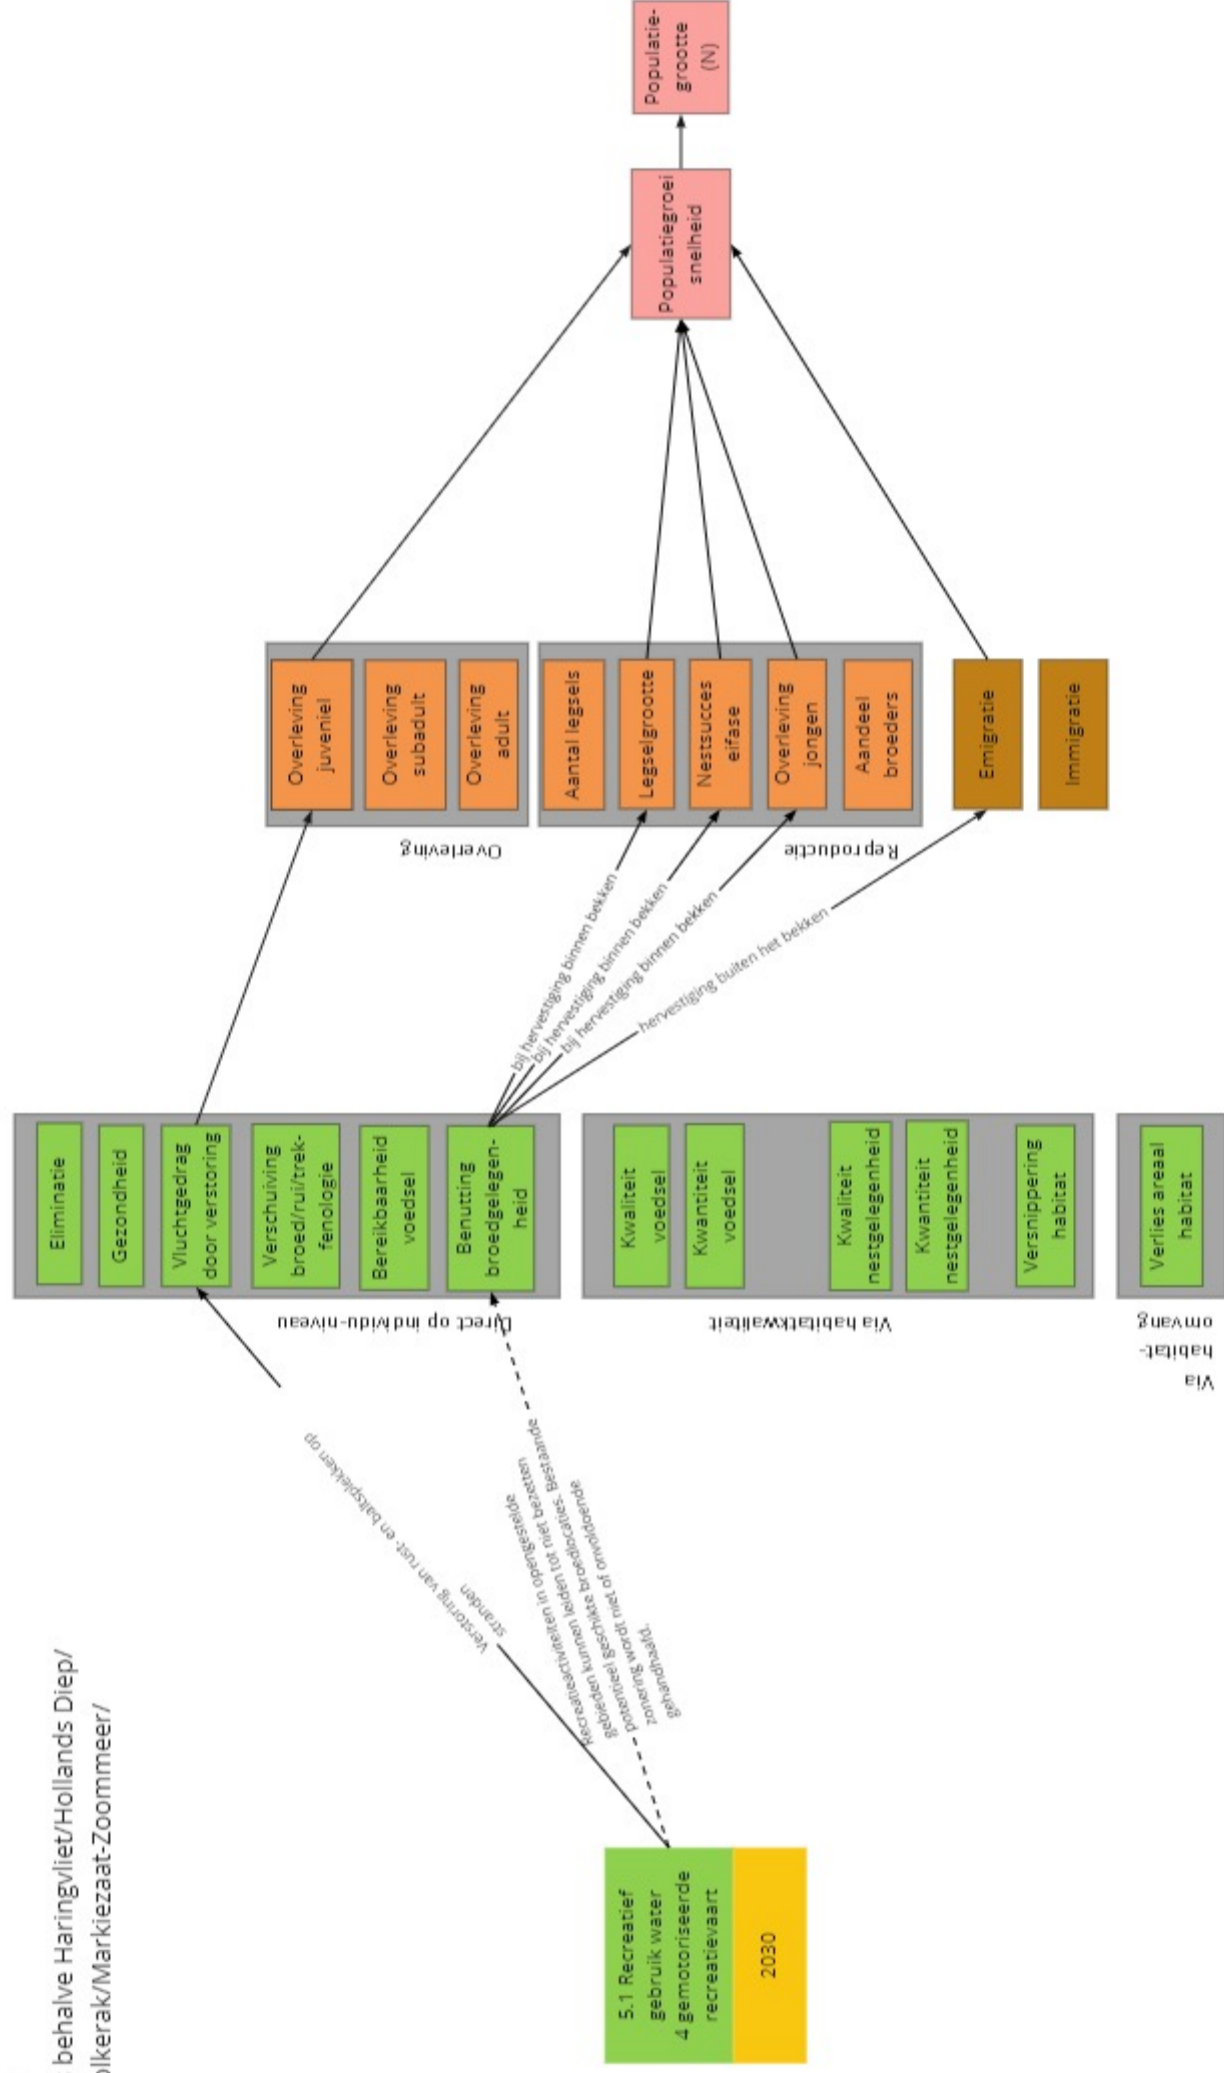 behalve Haringvliet/Hollands Diep/
olkerak/Markiezaat-Zoommeer/
5.1 Recreatief
gebruik water
4 gemotoriseerde
recreatievaart
2030
Verstoring van rust- en baltsplekken op
stranden
Recreatieactiviteiten in opengestelde
gebieden kunnen leiden tot niet bezetten
potentieel geschikte broedlocaties. Bestaande
zonering wordt niet of onvoldoende
gehandhaafd.
Direct op individu-niveau
Eliminatie
Gezondheid
Vluchtgedrag
door verstoring
Verschuiving
broed/rui/trek-
fenologie
Bereikbaarheid
voedsel
Benutting
broedgelegen-
heid
Via habitatkwaliteit
Kwaliteit
voedsel
Kwantiteit
voedsel
Kwaliteit
nestgelegenheid
Kwantiteit
nestgelegenheid
Versnippering
habitat
Via
habitat-
omvang
Verlies areaal
habitat
bij hervestiging binnen bekken
bij hervestiging binnen bekken
bij hervestiging binnen bekken
hervestiging buiten het bekken
Overleving
Overleving
juveniel
Overleving
subadult
Overleving
adult
Reproductie
Aantal legsels
Legselgrootte
Nestsucces
eifase
Overleving
jongen
Aandeel
broeders
Emigratie
Immigratie
Populatiegroei
snelheid
Populatie-
grootte
(N)